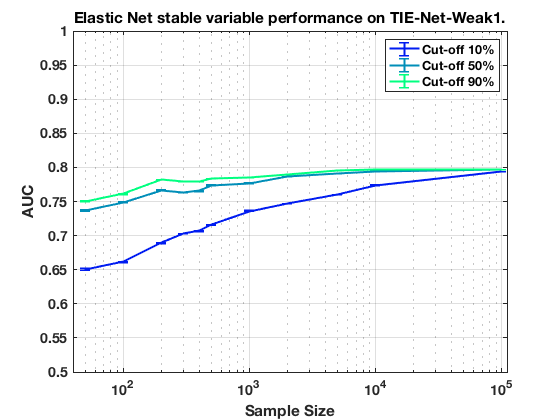 Elastic Net stable variable performance on TIE-Net-Weak1.
1
0.95
0.9
0.85
0.8
0.75
0.7
0.65
0.6
0.55
0.5
AUC
Cut-off 10%
Cut-off 50%
Cut-off 90%
10² 10³ 10⁴ 10⁵
Sample Size